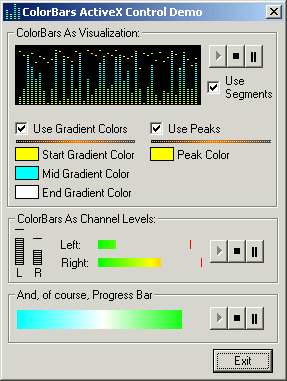 ColorBars ActiveX Control Demo
ColorBars As Visualization:
Use Segments
Use Gradient Colors
Use Peaks
Start Gradient Color
Peak Color
Mid Gradient Color
End Gradient Color
ColorBars As Channel Levels:
Left:
Right:
L R
And, of course, Progress Bar
Exit